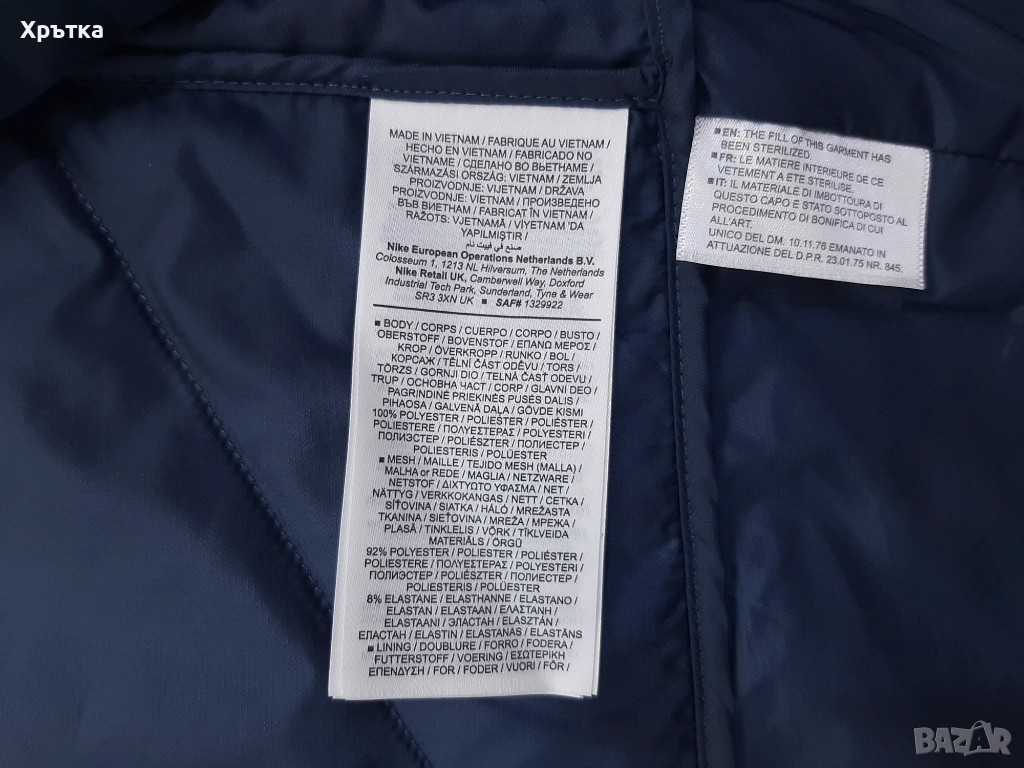 Хрътка
MADE IN VIETNAM / FABRIQUE AU VIETNAM /
HECHO EN VIETNAM / FABRICADO NO
VIETNAME / СДЕЛАНО ВО ВЬЕТНАМЕ /
SZÁRMAZÁSI ORSZÁG: VIETNAM / ZEMLJA
PROIZVODNJE: VIJETNAM / DRŽAVA
PROIZVODNJE: VIETNAM / ПРОИЗВЕДЕНО
ВЪВ ВИЕТНАМ / FABRICAT ÎN VIETNAM /
RAŽOTS: VJETNAMĀ / VİYETNAM 'DA
YAPILMIŞTIR /
صنع في فييت نام
Nike European Operations Netherlands B.V.
Colosseum 1, 1213 NL Hilversum, The Netherlands
Nike Retail UK, Camberwell Way, Doxford
Industrial Tech Park, Sunderland, Tyne & Wear
SR3 3XN UK ■ SAF# 1329922
■ BODY / CORPS / CUERPO / CORPO / BUSTO /
OBERSTOFF / BOVENSTOF / ΕΠΑΝΩ ΜΕΡΟΣ /
KROP / ÖVERKROPP / RUNKO / BOL /
КОРСАЖ / TĚLNÍ ČÁST ODĚVU / TORS /
TÖRZS / GORNJI DIO / TELNÁ ČASŤ ODEVU /
TRUP / ОСНОВНА ЧАСТ / CORP / GLAVNI DEO /
PAGRINDINĖ PRIEKINĖS PUSĖS DALIS /
PIHAOSA / GALVENĀ DAĻA / GÖVDE KISMI
100% POLYESTER / POLIESTER / POLIÉSTER /
POLIESTERE / ΠΟΛΥΕΣΤΕΡΑΣ / POLYESTERI /
ПОЛИЭСТЕР / POLIÉSZTER / ПОЛИЕСТЕР /
POLIESTERIS / POLÜESTER
■ MESH / MAILLE / TEJIDO MESH (MALLA) /
MALHA or REDE / MAGLIA / NETZWARE /
NETSTOF / ΔΙΧΤΥΩΤΟ ΥΦΑΣΜΑ / NET /
NÄTTYG / VERKKOKANGAS / NETT / СЕТКА /
SÍŤOVINA / SIATKA / HÁLÓ / MREŽASTA
TKANINA / SIEŤOVINA / MREŽA / МРЕЖА /
PLASĂ / TINKLELIS / VÕRK / TĪKLVEIDA
MATERIĀLS / ÖRGÜ
92% POLYESTER / POLIESTER / POLIÉSTER /
POLIESTERE / ΠΟΛΥΕΣΤΕΡΑΣ / POLYESTERI /
ПОЛИЭСТЕР / POLIÉSZTER / ПОЛИЕСТЕР /
POLIESTERIS / POLÜESTER
8% ELASTANE / ELASTHANNE / ELASTANO /
ELASTAN / ELASTAAN / ΕΛΑΣΤΑΝΗ /
ELASTAANI / ЭЛАСТАН / ELASZTÁN /
ЕЛАСТАН / ELASTIN / ELASTANAS / ELASTĀNS
■ LINING / DOUBLURE / FORRO / FODERA /
FUTTERSTOFF / VOERING / ΕΣΩΤΕΡΙΚΗ
ΕΠΕΝΔΥΣΗ / FOR / FODER / VUORI / FÔR /
■ EN: THE FILL OF THIS GARMENT HAS
BEEN STERILIZED.
■ FR: LE MATIERE INTERIEURE DE CE
VETEMENT A ETE STERILISE.
■ IT: IL MATERIALE DI IMBOTTITURA DI
QUESTO CAPO E STATO SOTTOPOSTO AL
PROCEDIMENTO DI BONIFICA DI CUI
ALL'ART.
UNICO DEL DM. 10.11.76 EMANATO IN
ATTUAZIONE DEL D.P.R. 23.01.75 NR. 845.
BAZAR